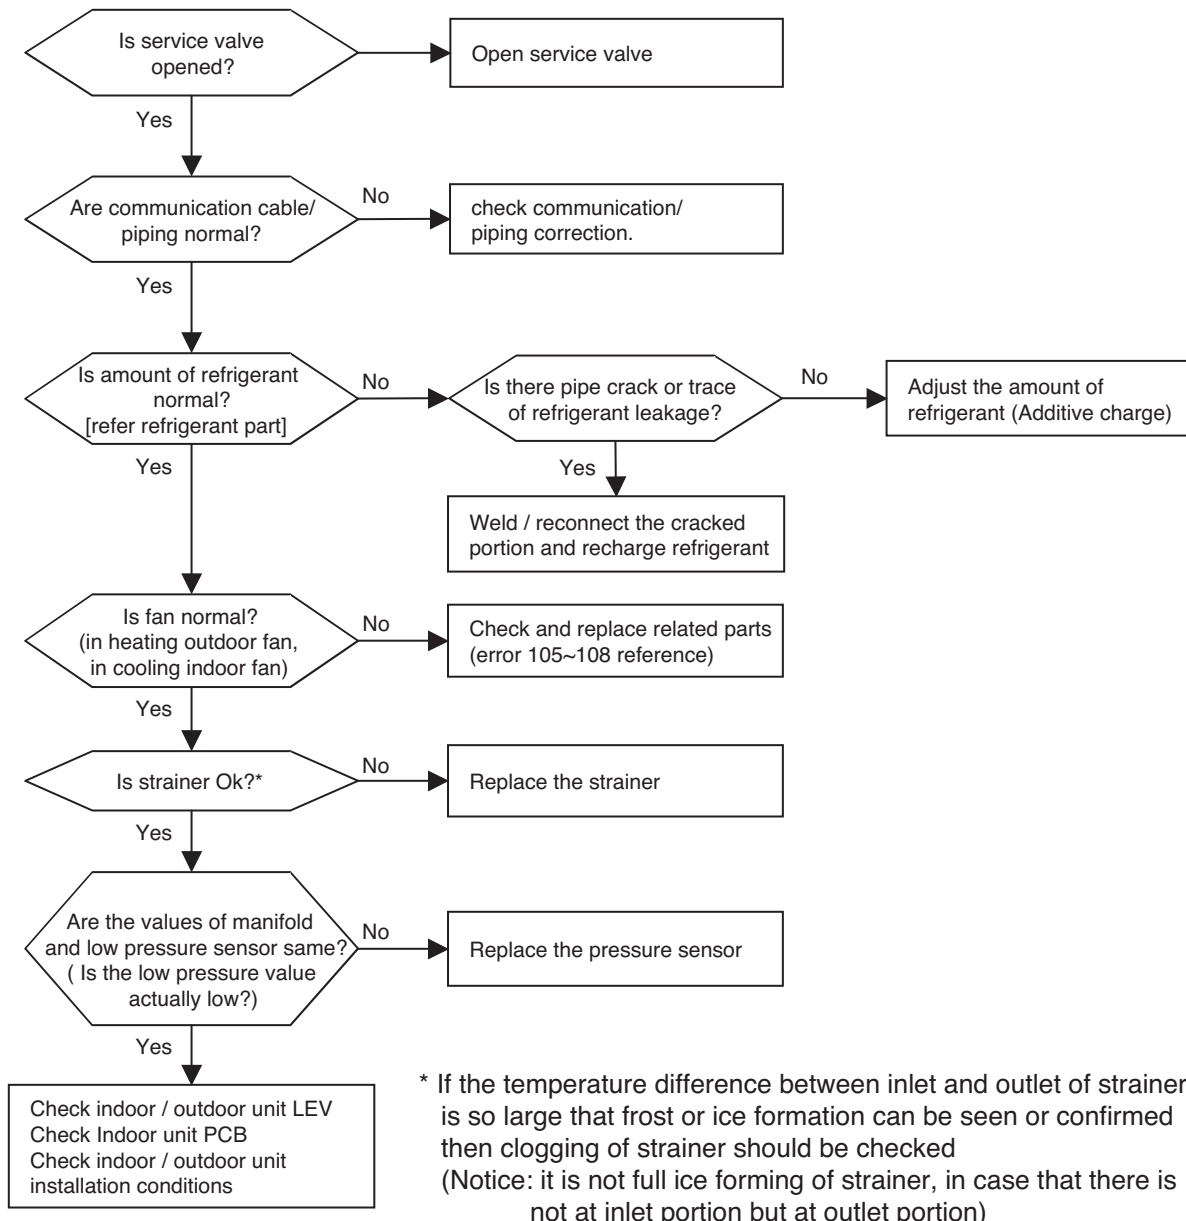 Is service valve
opened?
Open service valve
Yes
Are communication cable/
piping normal?
No
check communication/
piping correction.
Yes
Is amount of refrigerant
normal?
[refer refrigerant part]
No
Is there pipe crack or trace
of refrigerant leakage?
No
Adjust the amount of
refrigerant (Additive charge)
Yes
Yes
Weld / reconnect the cracked
portion and recharge refrigerant
Is fan normal?
(in heating outdoor fan,
in cooling indoor fan)
No
Check and replace related parts
(error 105~108 reference)
Yes
Is strainer Ok?*
No
Replace the strainer
Yes
Are the values of manifold
and low pressure sensor same?
( Is the low pressure value
actually low?)
No
Replace the pressure sensor
Yes
Check indoor / outdoor unit LEV
Check Indoor unit PCB
Check indoor / outdoor unit
installation conditions
* If the temperature difference between inlet and outlet of strainer
is so large that frost or ice formation can be seen or confirmed
then clogging of strainer should be checked
(Notice: it is not full ice forming of strainer, in case that there is
not at inlet portion but at outlet portion)